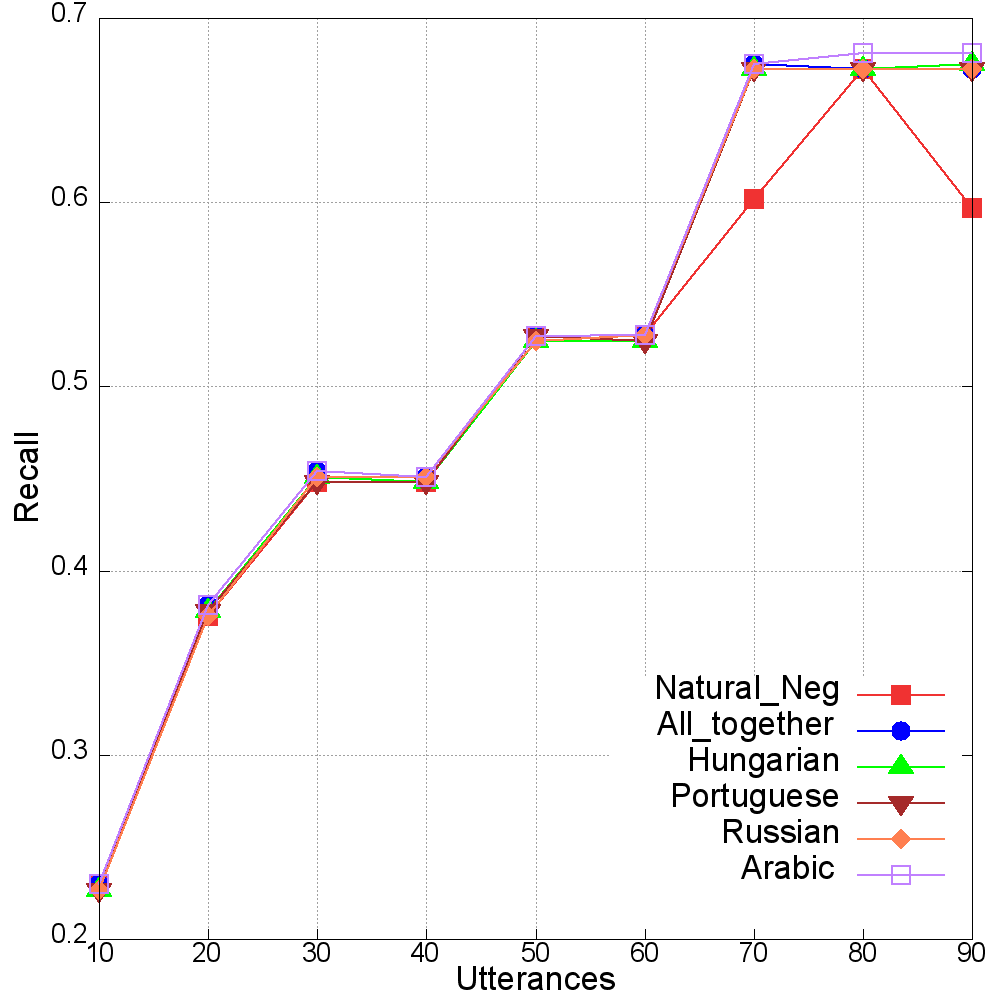 0.7
0.6
0.5
0.4
0.3
0.2
Recall
10 20 30 40 50 60 70 80 90
Utterances
Natural_Neg
All_together
Hungarian
Portuguese
Russian
Arabic